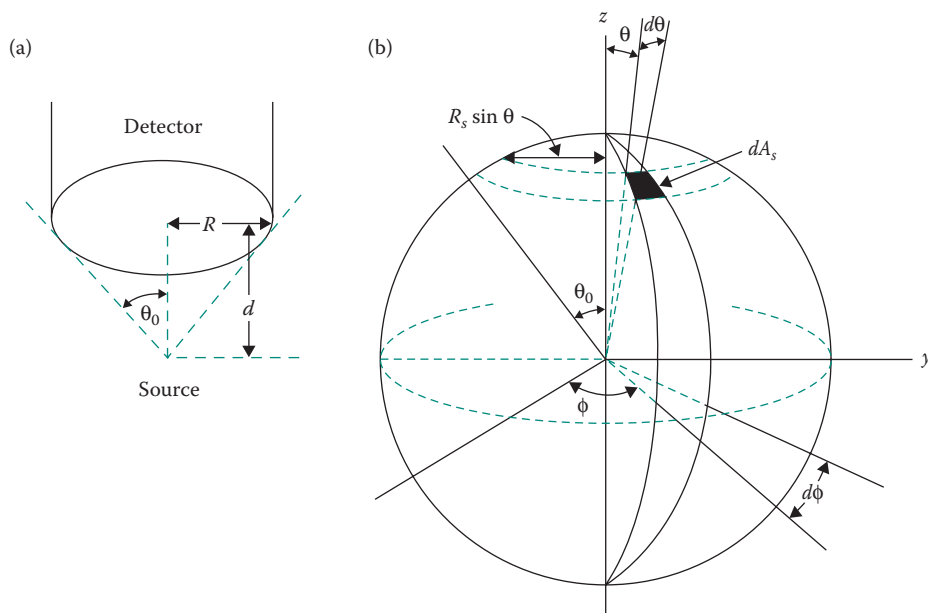 (a)
Detector
R
d
θ0
Source
(b)
z
θ
dθ
Rs sin θ
dAs
θ0
y
ϕ
dϕ